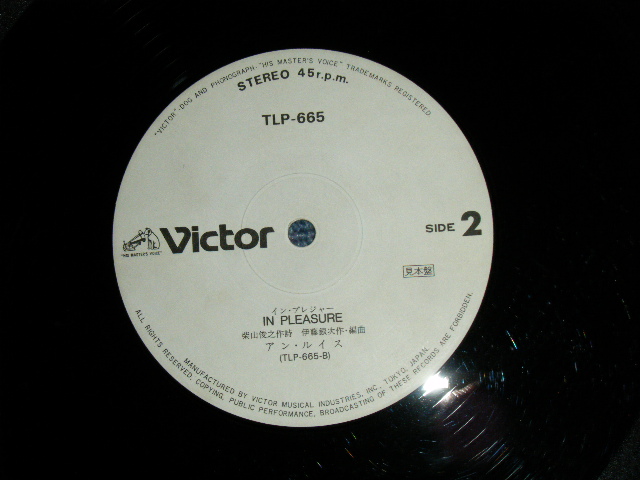 "VICTOR"-DOG AND PHONOGRAPH-"HIS MASTER'S VOICE" TRADEMARKS REGISTERED
STEREO 45r.p.m.
TLP-665
"HIS MASTER'S VOICE"
Victor
SIDE 2
見本盤
イン・プレジャー
IN PLEASURE
柴山俊之作詩 伊藤銀次作・編曲
アン・ルイス
(TLP-665-B)
MANUFACTURED BY VICTOR MUSICAL INDUSTRIES, INC. TOKYO, JAPAN
ALL RIGHTS RESERVED. COPYING, PUBLIC PERFORMANCE, BROADCASTING OF THESE RECORDS ARE FORBIDDEN.